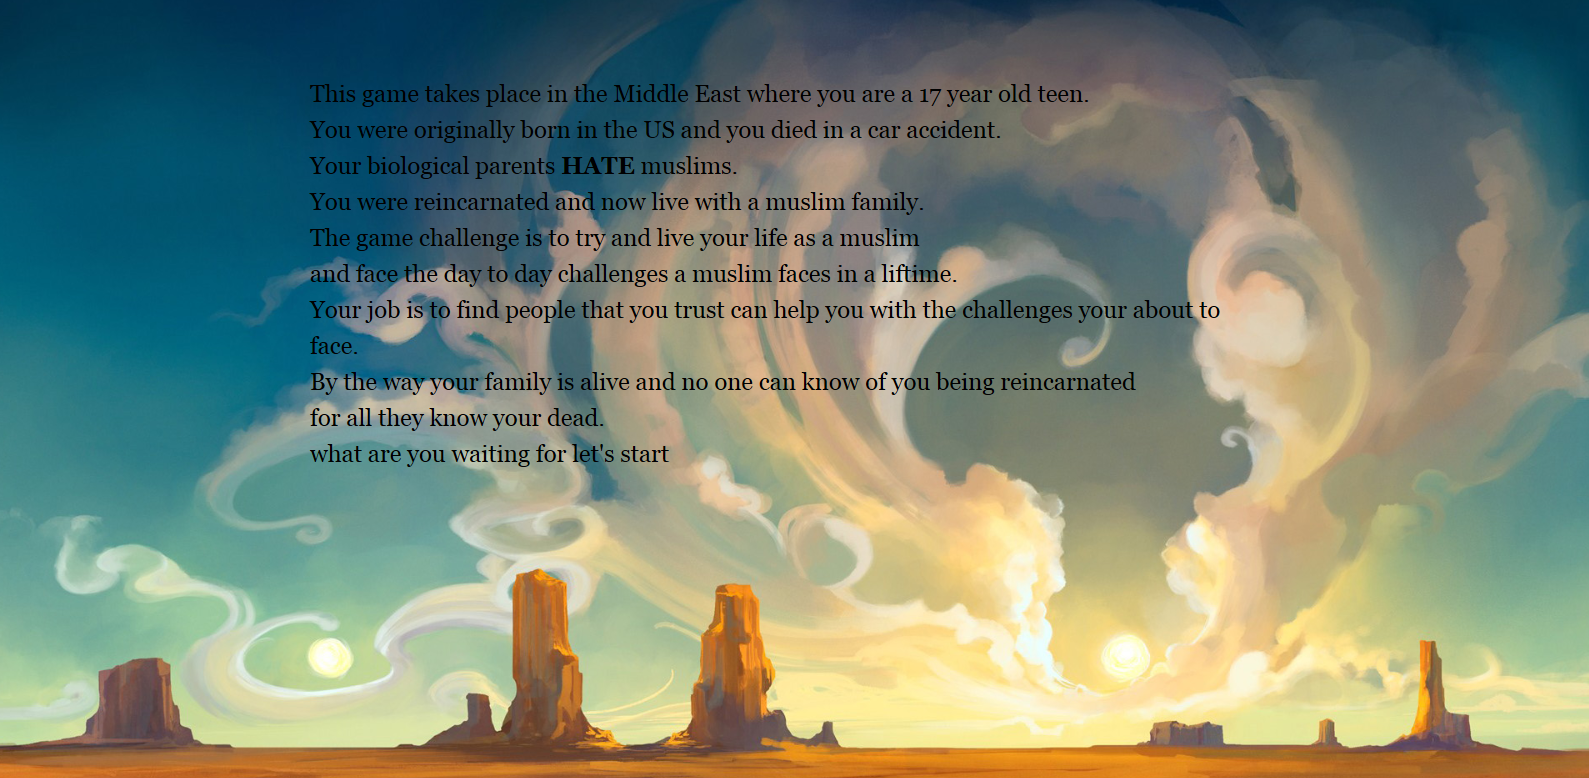 This game takes place in the Middle East where you are a 17 year old teen.
You were originally born in the US and you died in a car accident.
Your biological parents HATE muslims.
You were reincarnated and now live with a muslim family.
The game challenge is to try and live your life as a muslim
and face the day to day challenges a muslim faces in a liftime.
Your job is to find people that you trust can help you with the challenges your about to
face.
By the way your family is alive and no one can know of you being reincarnated
for all they know your dead.
what are you waiting for let's start